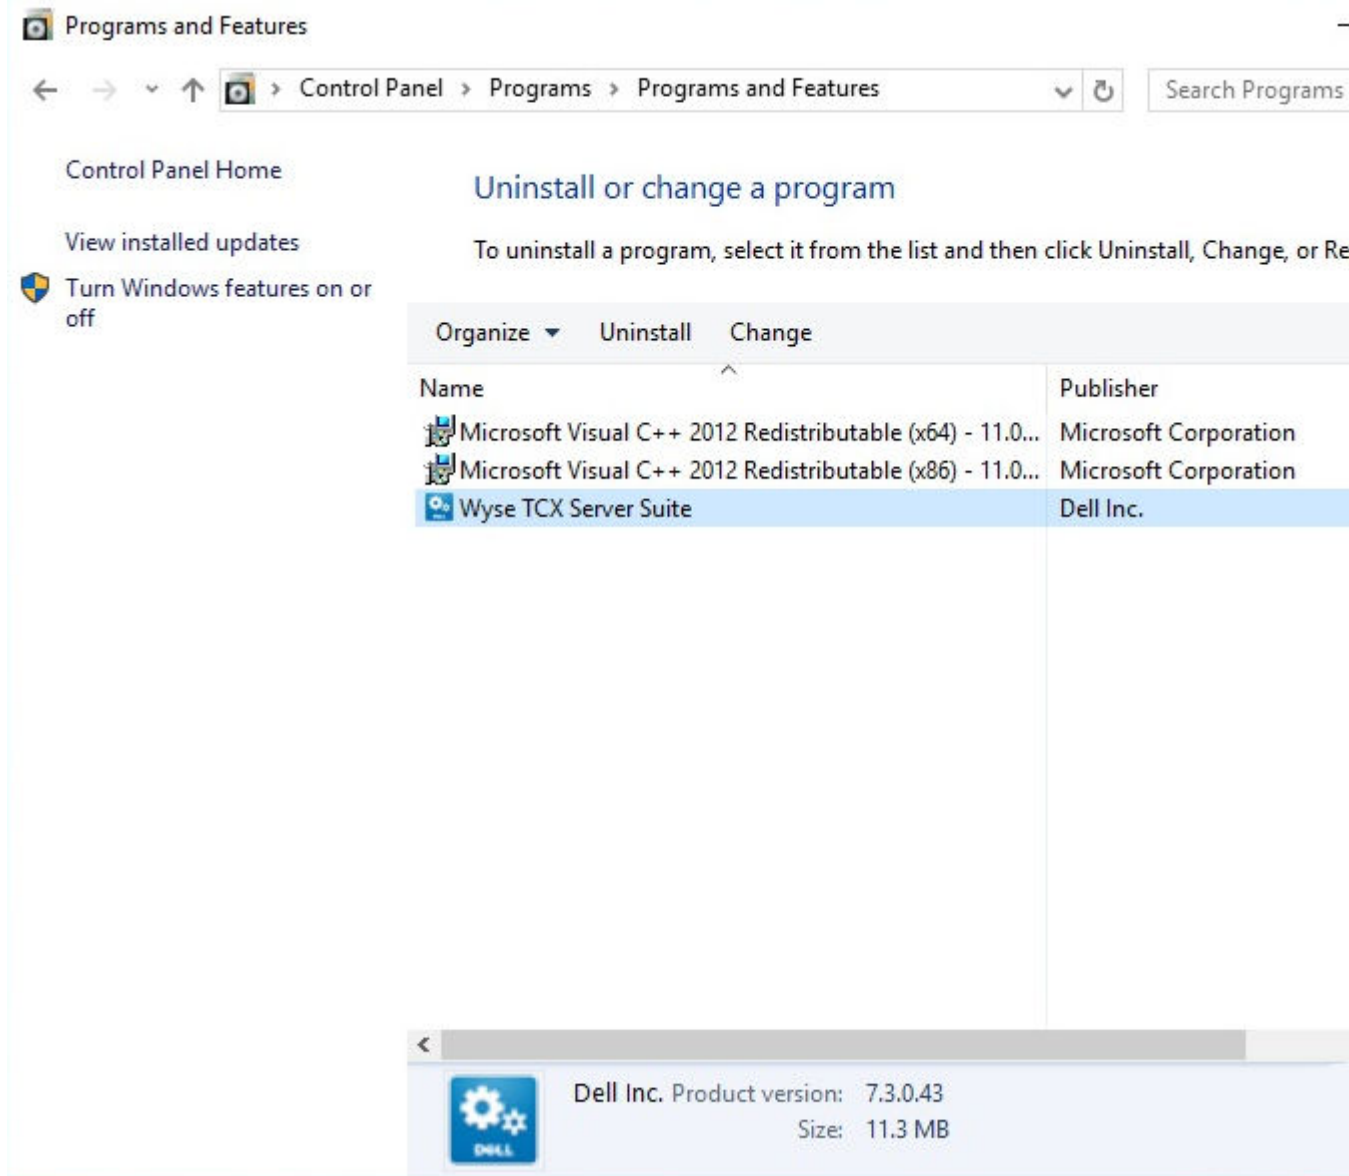 Programs and Features
Control Panel > Programs > Programs and Features
Search Programs
Control Panel Home
View installed updates
Turn Windows features on or
off
Uninstall or change a program
To uninstall a program, select it from the list and then click Uninstall, Change, or Re
Organize Uninstall Change
Name Publisher
Microsoft Visual C++ 2012 Redistributable (x64) - 11.0... Microsoft Corporation
Microsoft Visual C++ 2012 Redistributable (x86) - 11.0... Microsoft Corporation
Wyse TCX Server Suite Dell Inc.
Dell Inc. Product version: 7.3.0.43
Size: 11.3 MB
DELL